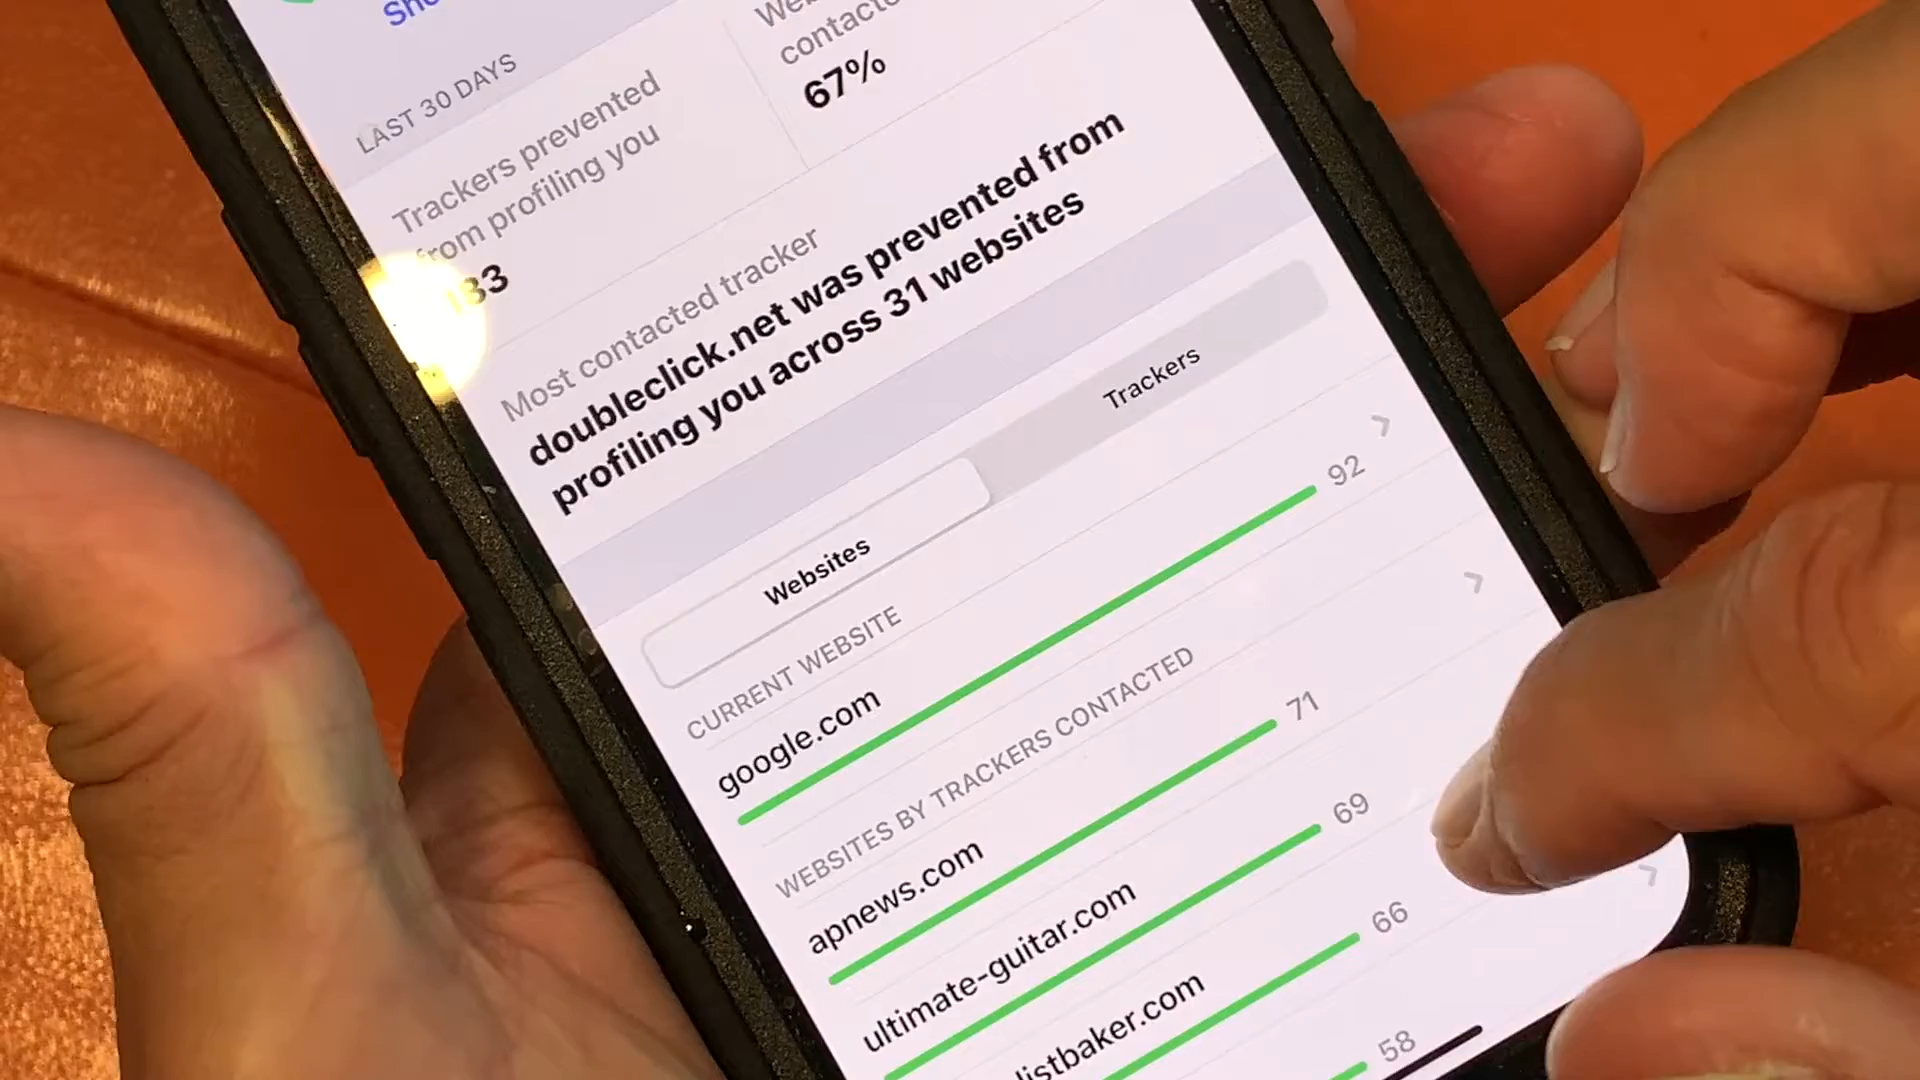 Sho
LAST 30 DAYS
Trackers prevented
from profiling you
133
We
contacte
67%
Most contacted tracker
doubleclick.net was prevented from
profiling you across 31 websites
Websites
Trackers
CURRENT WEBSITE
google.com
92
WEBSITES BY TRACKERS CONTACTED
apnews.com
71
ultimate-guitar.com
69
listbaker.com
66
58